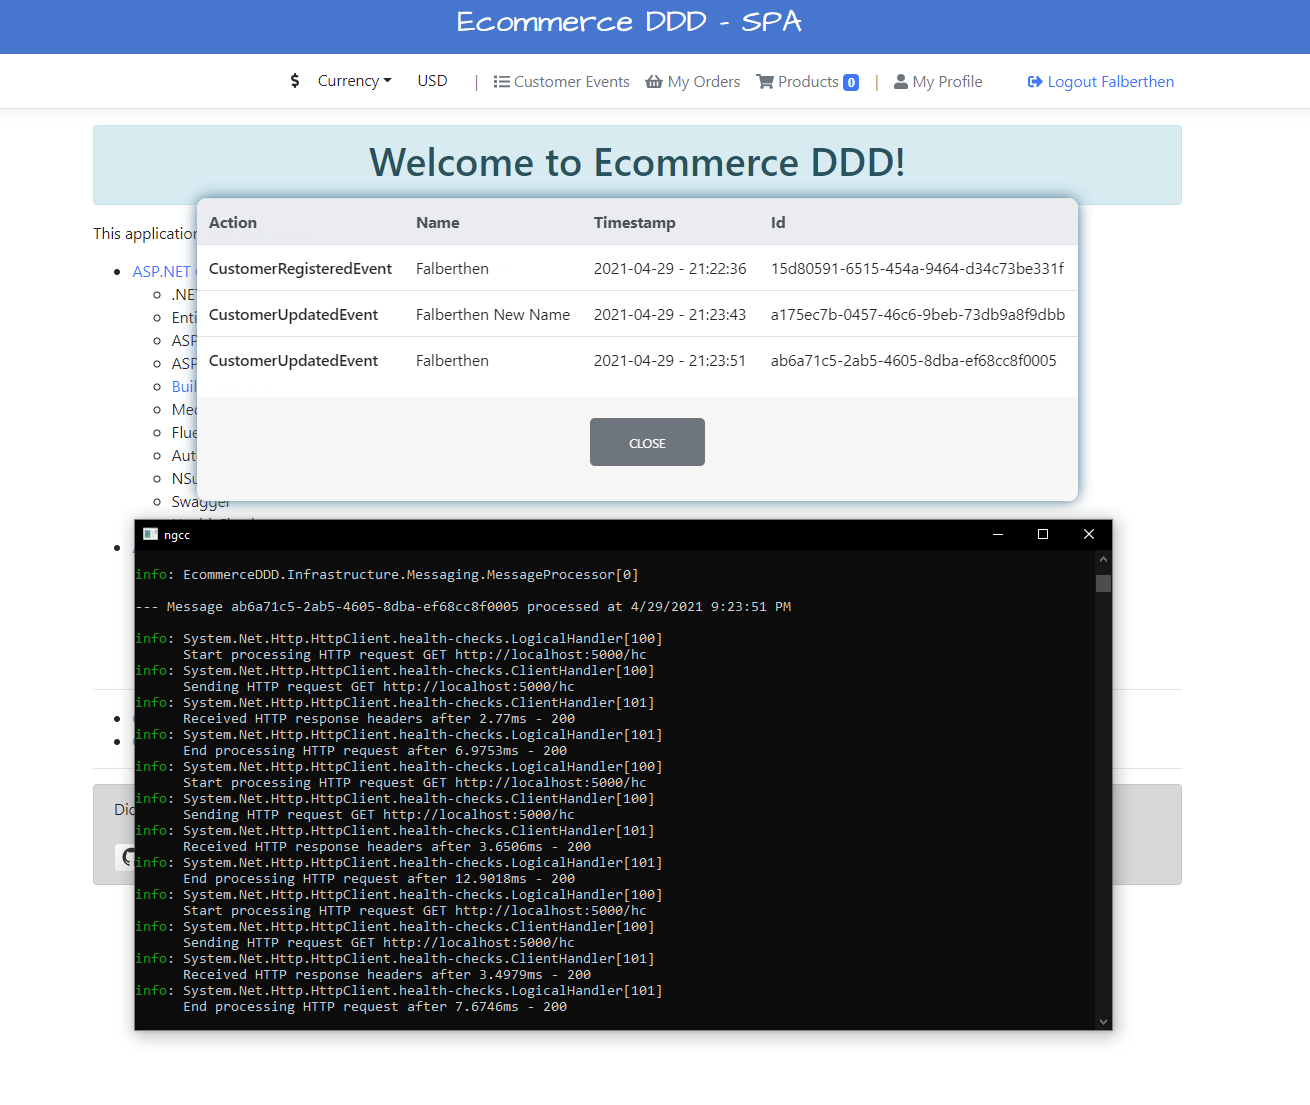 Ecommerce DDD - SPA
$ Currency USD | Customer Events My Orders Products 0 | My Profile Logout Falberthen
Welcome to Ecommerce DDD!
This application
Action Name Timestamp Id
CustomerRegisteredEvent Falberthen 2021-04-29 - 21:22:36 15d80591-6515-454a-9464-d34c73be331f
CustomerUpdatedEvent Falberthen New Name 2021-04-29 - 21:23:43 a175ec7b-0457-46c6-9beb-73db9a8f9dbb
CustomerUpdatedEvent Falberthen 2021-04-29 - 21:23:51 ab6a71c5-2ab5-4605-8dba-ef68cc8f0005
CLOSE
ASP.NET
.NE
Enti
ASP
ASP
Buil
Med
Flue
Aut
NSu
Swagger
ngcc
info: EcommerceDDD.Infrastructure.Messaging.MessageProcessor[0]
--- Message ab6a71c5-2ab5-4605-8dba-ef68cc8f0005 processed at 4/29/2021 9:23:51 PM
info: System.Net.Http.HttpClient.health-checks.LogicalHandler[100]
Start processing HTTP request GET http://localhost:5000/hc
info: System.Net.Http.HttpClient.health-checks.ClientHandler[100]
Sending HTTP request GET http://localhost:5000/hc
info: System.Net.Http.HttpClient.health-checks.ClientHandler[101]
Received HTTP response headers after 2.77ms - 200
info: System.Net.Http.HttpClient.health-checks.LogicalHandler[101]
End processing HTTP request after 6.9753ms - 200
info: System.Net.Http.HttpClient.health-checks.LogicalHandler[100]
Start processing HTTP request GET http://localhost:5000/hc
info: System.Net.Http.HttpClient.health-checks.ClientHandler[100]
Sending HTTP request GET http://localhost:5000/hc
info: System.Net.Http.HttpClient.health-checks.ClientHandler[101]
Received HTTP response headers after 3.6506ms - 200
info: System.Net.Http.HttpClient.health-checks.LogicalHandler[101]
End processing HTTP request after 12.9018ms - 200
info: System.Net.Http.HttpClient.health-checks.LogicalHandler[100]
Start processing HTTP request GET http://localhost:5000/hc
info: System.Net.Http.HttpClient.health-checks.ClientHandler[100]
Sending HTTP request GET http://localhost:5000/hc
info: System.Net.Http.HttpClient.health-checks.ClientHandler[101]
Received HTTP response headers after 3.4979ms - 200
info: System.Net.Http.HttpClient.health-checks.LogicalHandler[101]
End processing HTTP request after 7.6746ms - 200